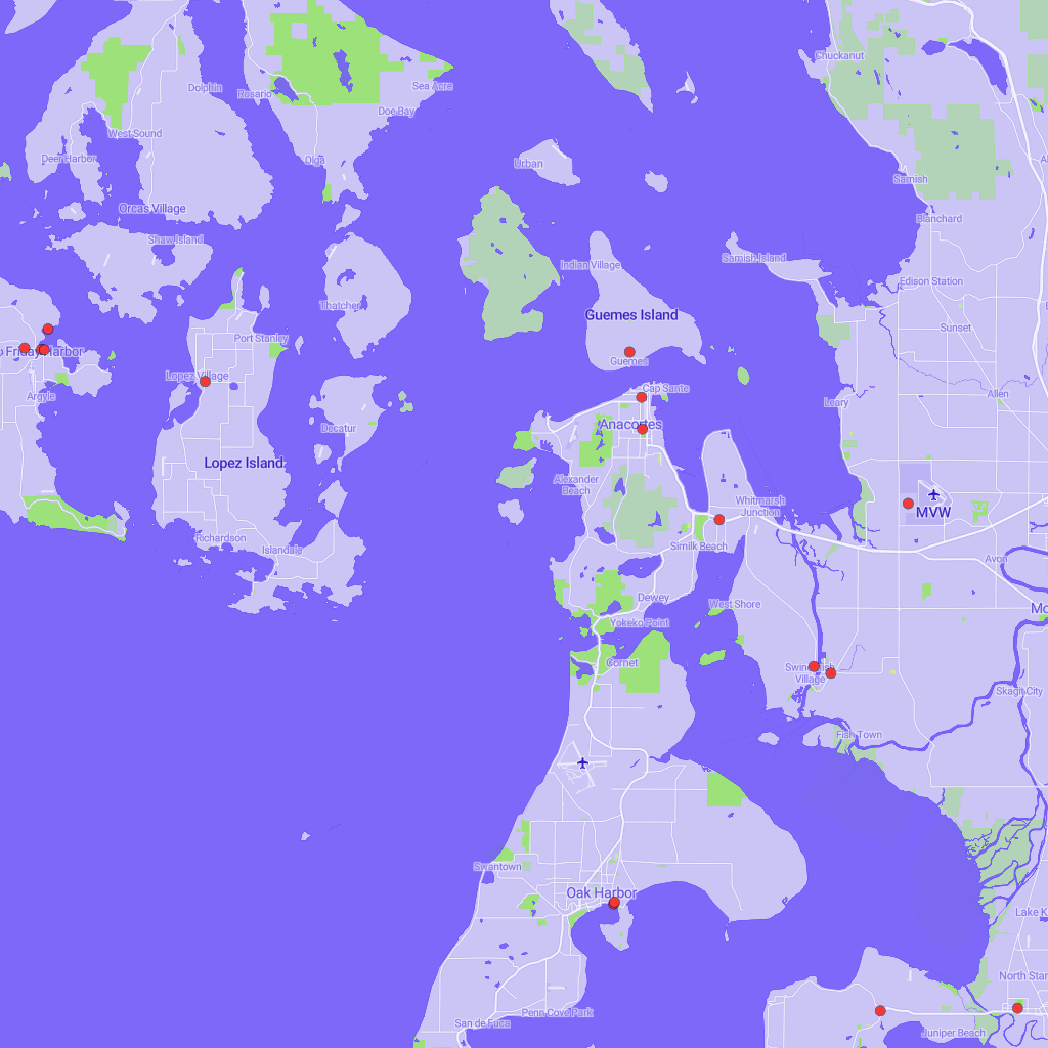 Chuckanut
Dolphin
Rosario
Sea Acre
Doe Bay
West Sound
Deer Harbor
Olga
Urban
Samish
Orcas Village
Blanchard
Shaw Island
Samish Island
Indian Village
Edison Station
Thatcher
Guemes Island
Sunset
Port Stanley
Friday Harbor
Guemes
Lopez Village
Cap Sante
Argyle
Allen
Leary
Decatur
Anacortes
Lopez Island
Alexander
Beach
Whitmarsh
Junction
MVW
Richardson
Islandale
Similk Beach
Avon
Dewey
West Shore
Yokeko Point
Cornet
Swinomish
Village
Skagit City
Fish Town
Swantown
Oak Harbor
North Star
Penn Cove Park
San de Fuca
Juniper Beach